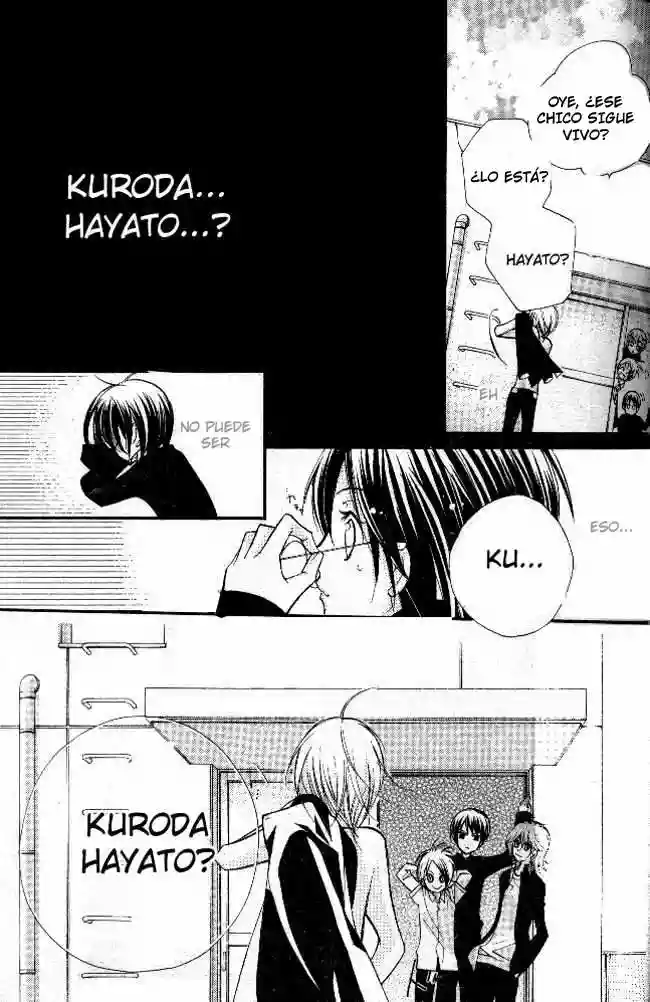 OYE, ¿ESE
CHICO SIGUE
VIVO?
¿LO ESTÁ?
HAYATO?
EH
KURODA...
HAYATO...?
ESO...
KU...
NO PUEDE
SER
KURODA
HAYATO?